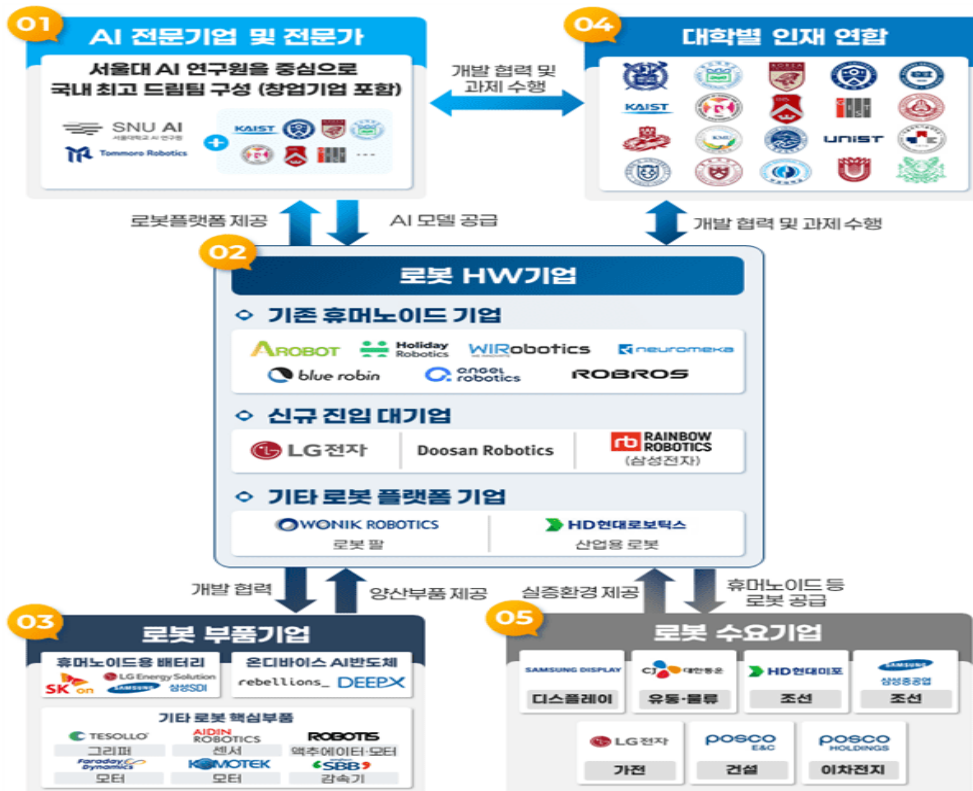 01
AI 전문기업 및 전문가
서울대 AI 연구원을 중심으로
국내 최고 드림팀 구성 (창업기업 포함)
SNU AI
서울대학교 AI 연구원
Tommoro Robotics
+
KAIST
...
개발 협력 및
과제 수행
04
대학별 인재 연합
KAIST
UNIST
로봇플랫폼 제공
AI 모델 공급
개발 협력 및 과제 수행
02
로봇 HW기업
기존 휴머노이드 기업
AROBOT
Holiday
Robotics
WIRobotics
neuromeka
blue robin
angel
robotics
ROBROS
신규 진입 대기업
LG전자
Doosan Robotics
rb RAINBOW
ROBOTICS
(삼성전자)
기타 로봇 플랫폼 기업
WONIK ROBOTICS
로봇 팔
HD현대로보틱스
산업용 로봇
개발 협력
양산부품 제공
실증환경 제공
휴머노이드 등
로봇 공급
03
로봇 부품기업
휴머노이드용 배터리
SK on
LG Energy Solution
SAMSUNG 삼성SDI
온디바이스 AI반도체
rebellions_
DEEPX
기타 로봇 핵심부품
TESOLLO
그리퍼
AIDIN
ROBOTICS
센서
ROBOTIS
액추에이터·모터
Faraday
Dynamics
모터
KOMOTEK
모터
SBB
감속기
05
로봇 수요기업
SAMSUNG DISPLAY
디스플레이
CJ 대한통운
유통·물류
HD현대미포
조선
SAMSUNG
삼성중공업
조선
LG전자
가전
posco
E&C
건설
posco
HOLDINGS
이차전지